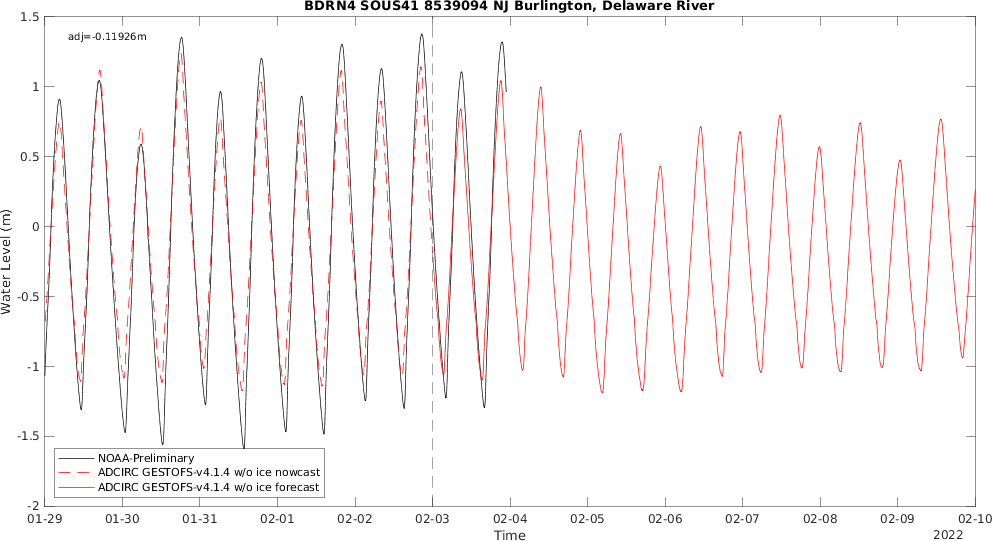 BDRN4 SOUS41 8539094 NJ Burlington, Delaware River
adj=-0.11926m
1.5
1
0.5
0
-0.5
-1
-1.5
-2
Water Level (m)
NOAA-Preliminary
ADCIRC GESTOFS-v4.1.4 w/o ice nowcast
ADCIRC GESTOFS-v4.1.4 w/o ice forecast
01-29 01-30 01-31 02-01 02-02 02-03 02-04 02-05 02-06 02-07 02-08 02-09 02-10
Time
2022